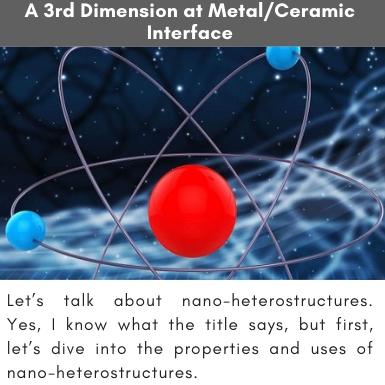 A 3rd Dimension at Metal/Ceramic
Interface
Let’s talk about nano-heterostructures.
Yes, I know what the title says, but first,
let’s dive into the properties and uses of
nano-heterostructures.